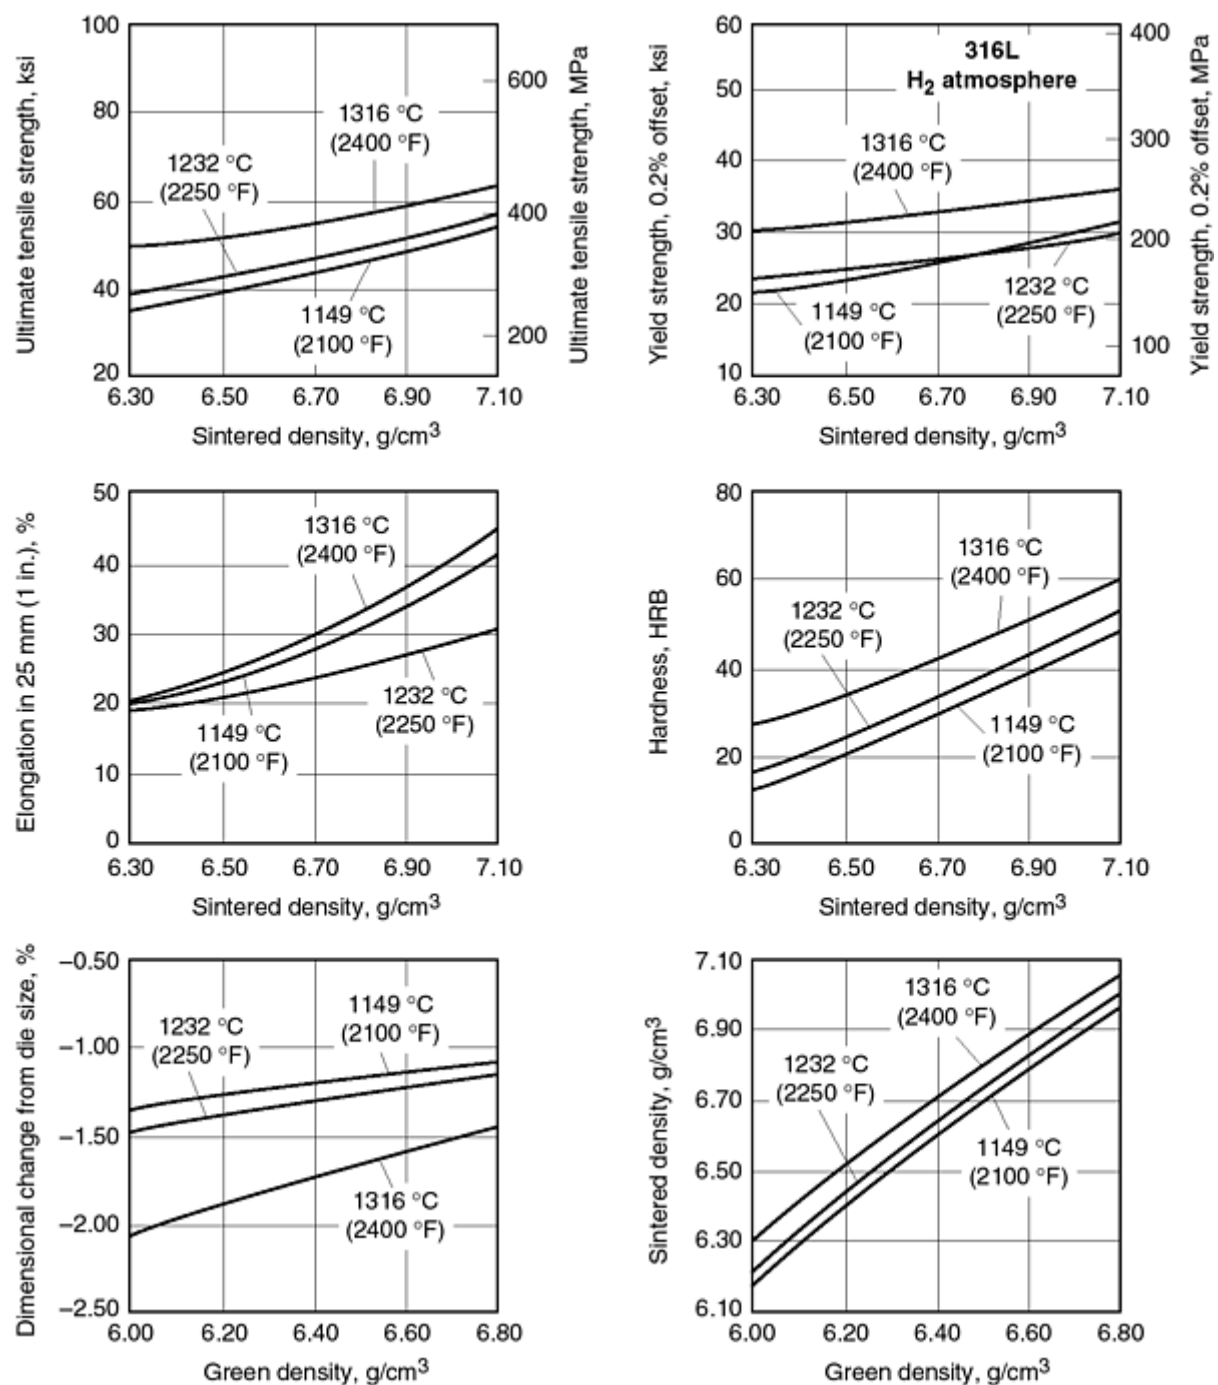 Ultimate tensile strength, ksi
100
80
60
40
20
1316 °C
(2400 °F)
1232 °C
(2250 °F)
1149 °C
(2100 °F)
600
400
200
Ultimate tensile strength, MPa
6.30 6.50 6.70 6.90 7.10
Sintered density, g/cm3
Yield strength, 0.2% offset, ksi
60
50
40
30
20
10
316L
H2 atmosphere
1316 °C
(2400 °F)
1149 °C
(2100 °F)
1232 °C
(2250 °F)
400
300
200
100
Yield strength, 0.2% offset, MPa
6.30 6.50 6.70 6.90 7.10
Sintered density, g/cm3
Elongation in 25 mm (1 in.), %
50
40
30
20
10
0
1316 °C
(2400 °F)
1149 °C
(2100 °F)
1232 °C
(2250 °F)
6.30 6.50 6.70 6.90 7.10
Sintered density, g/cm3
Hardness, HRB
80
60
40
20
0
1316 °C
(2400 °F)
1232 °C
(2250 °F)
1149 °C
(2100 °F)
6.30 6.50 6.70 6.90 7.10
Sintered density, g/cm3
Dimensional change from die size, %
–0.50
–1.00
–1.50
–2.00
–2.50
1149 °C
(2100 °F)
1232 °C
(2250 °F)
1316 °C
(2400 °F)
6.00 6.20 6.40 6.60 6.80
Green density, g/cm3
Sintered density, g/cm3
7.10
6.90
6.70
6.50
6.30
6.10
1316 °C
(2400 °F)
1232 °C
(2250 °F)
1149 °C
(2100 °F)
6.00 6.20 6.40 6.60 6.80
Green density, g/cm3